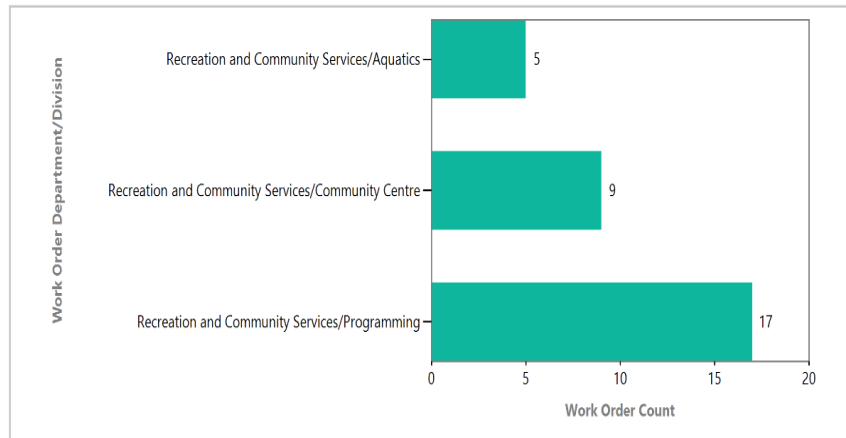 Work Order Department/Division
Recreation and Community Services/Aquatics
5
Recreation and Community Services/Community Centre
9
Recreation and Community Services/Programming
17
0 5 10 15 20
Work Order Count